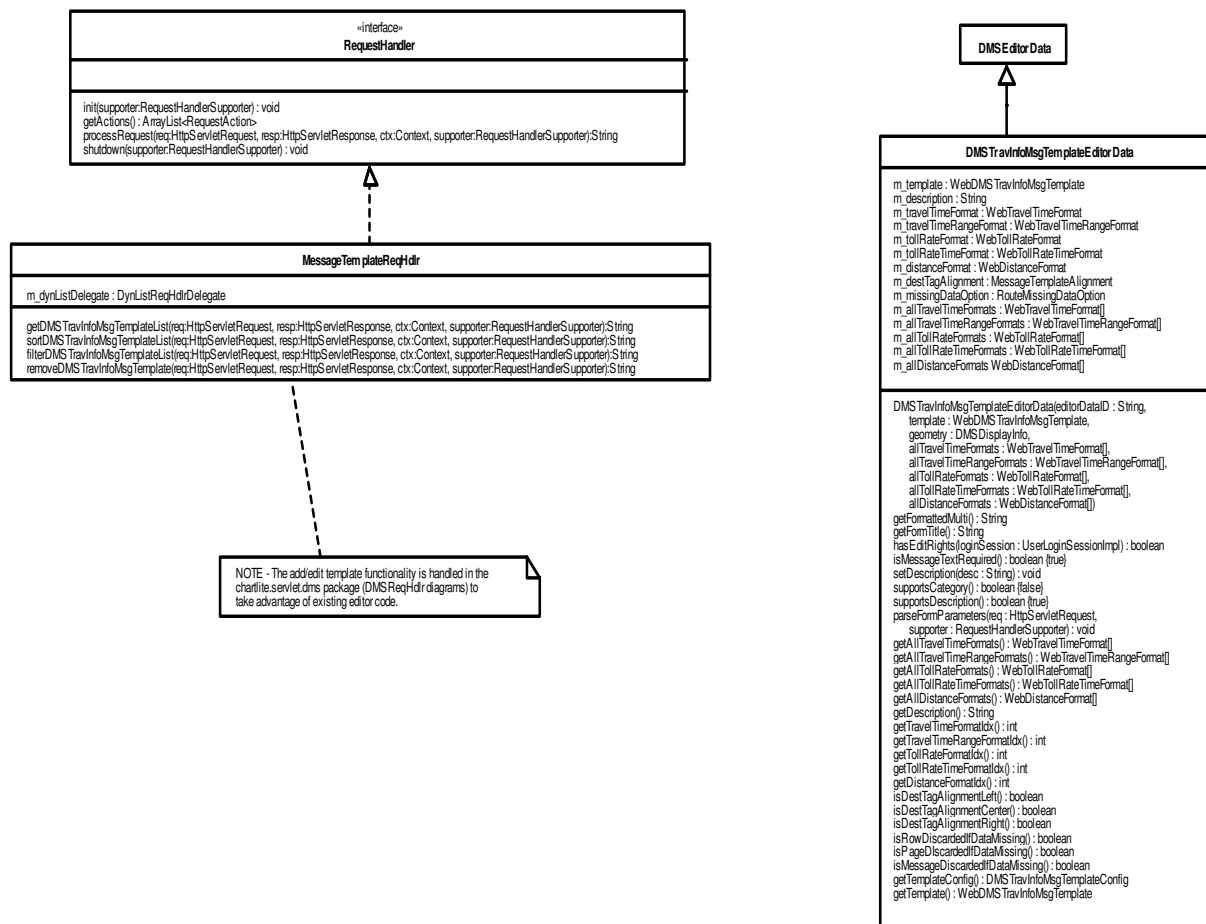 «interface»
RequestHandler
init(supporter:RequestHandlerSupporter) : void
getActions() : ArrayList<RequestAction>
processRequest(req:HttpServletRequest, resp:HttpServletResponse, ctx:Context, supporter:RequestHandlerSupporter):String
shutdown(supporter:RequestHandlerSupporter) : void
MessageTemplateReqHdlr
m_dynListDelegate : DynListReqHdlrDelegate
getDMSTravInfoMsgTemplateList(req:HttpServletRequest, resp:HttpServletResponse, ctx:Context, supporter:RequestHandlerSupporter):String
sortDMSTravInfoMsgTemplateList(req:HttpServletRequest, resp:HttpServletResponse, ctx:Context, supporter:RequestHandlerSupporter):String
filterDMSTravInfoMsgTemplateList(req:HttpServletRequest, resp:HttpServletResponse, ctx:Context, supporter:RequestHandlerSupporter):String
removeDMSTravInfoMsgTemplate(req:HttpServletRequest, resp:HttpServletResponse, ctx:Context, supporter:RequestHandlerSupporter):String
NOTE - The add/edit template functionality is handled in the
chartlite.servlet.dms package (DMSReqHdlr diagrams) to
take advantage of existing editor code.
DMSEditorData
DMSTravInfoMsgTemplateEditorData
m_template : WebDMSTravInfoMsgTemplate
m_description : String
m_travelTimeFormat : WebTravelTimeFormat
m_travelTimeRangeFormat : WebTravelTimeRangeFormat
m_tollRateFormat : WebTollRateFormat
m_tollRateTimeFormat : WebTollRateTimeFormat
m_distanceFormat : WebDistanceFormat
m_destTagAlignment : MessageTemplateAlignment
m_missingDataOption : RouteMissingDataOption
m_allTravelTimeFormats : WebTravelTimeFormat[]
m_allTravelTimeRangeFormats : WebTravelTimeRangeFormat[]
m_allTollRateFormats : WebTollRateFormat[]
m_allTollRateTimeFormats : WebTollRateTimeFormat[]
m_allDistanceFormats WebDistanceFormat[]
DMSTravInfoMsgTemplateEditorData(editorDataID : String,
template : WebDMSTravInfoMsgTemplate,
geometry : DMSDisplayInfo,
allTravelTimeFormats : WebTravelTimeFormat[],
allTravelTimeRangeFormats : WebTravelTimeRangeFormat[],
allTollRateFormats : WebTollRateFormat[],
allTollRateTimeFormats : WebTollRateTimeFormat[],
allDistanceFormats : WebDistanceFormat[])
getFormattedMulti() : String
getFormTitle() : String
hasEditRights(loginSession : UserLoginSessionImpl) : boolean
isMessageTextRequired() : boolean {true}
setDescription(desc : String) : void
supportsCategory() : boolean {false}
supportsDescription() : boolean {true}
parseFormParameters(req : HttpServletRequest,
supporter : RequestHandlerSupporter) : void
getAllTravelTimeFormats() : WebTravelTimeFormat[]
getAllTravelTimeRangeFormats() : WebTravelTimeRangeFormat[]
getAllTollRateFormats() : WebTollRateFormat[]
getAllTollRateTimeFormats() : WebTollRateTimeFormat[]
getAllDistanceFormats() : WebDistanceFormat[]
getDescription() : String
getTravelTimeFormatIdx() : int
getTravelTimeRangeFormatIdx() : int
getTollRateFormatIdx() : int
getTollRateTimeFormatIdx() : int
getDistanceFormatIdx() : int
isDestTagAlignmentLeft() : boolean
isDestTagAlignmentCenter() : boolean
isDestTagAlignmentRight() : boolean
isRowDiscardedIfDataMissing() : boolean
isPageDIscardedIfDataMissing() : boolean
isMessageDiscardedIfDataMissing() : boolean
getTemplateConfig() : DMSTravInfoMsgTemplateConfig
getTemplate() : WebDMSTravInfoMsgTemplate